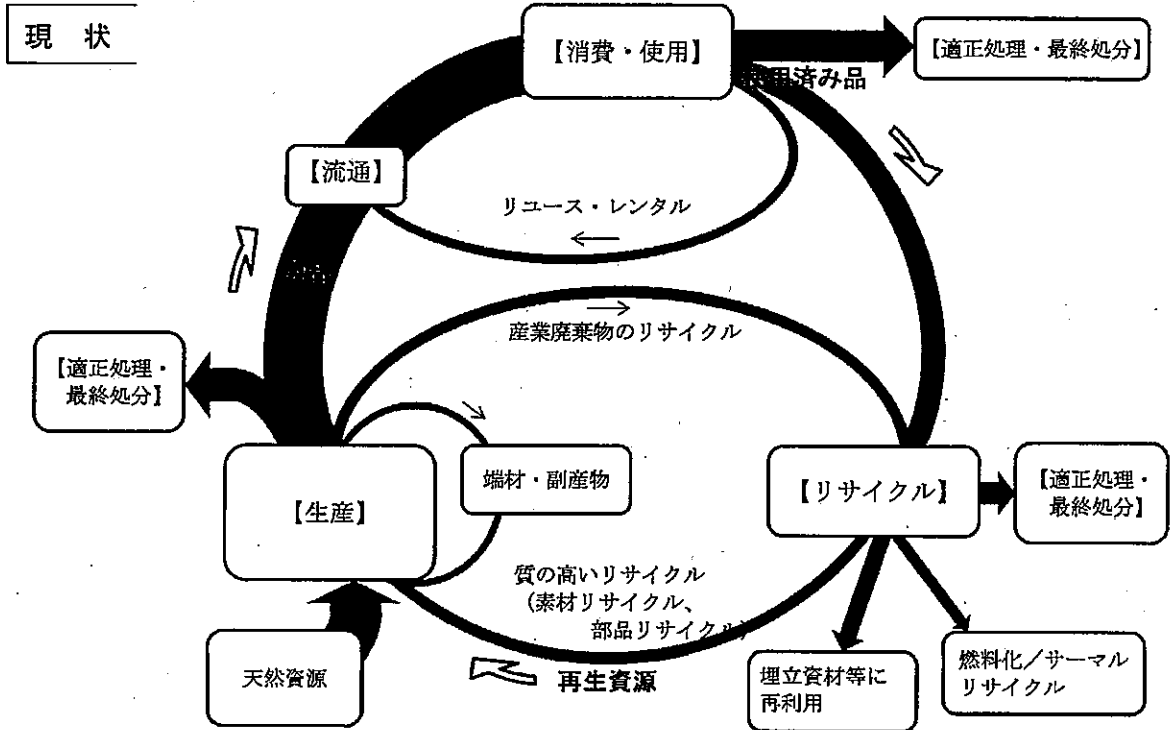 現 状
【消費・使用】
【適正処理・最終処分】
使用済み品
【流通】
リユース・レンタル
←
→
産業廃棄物のリサイクル
【適正処理・
最終処分】
【生産】
端材・副産物
【リサイクル】
【適正処理・
最終処分】
質の高いリサイクル
(素材リサイクル、
部品リサイクル)
天然資源
再生資源
埋立資材等に
再利用
燃料化/サーマル
リサイクル